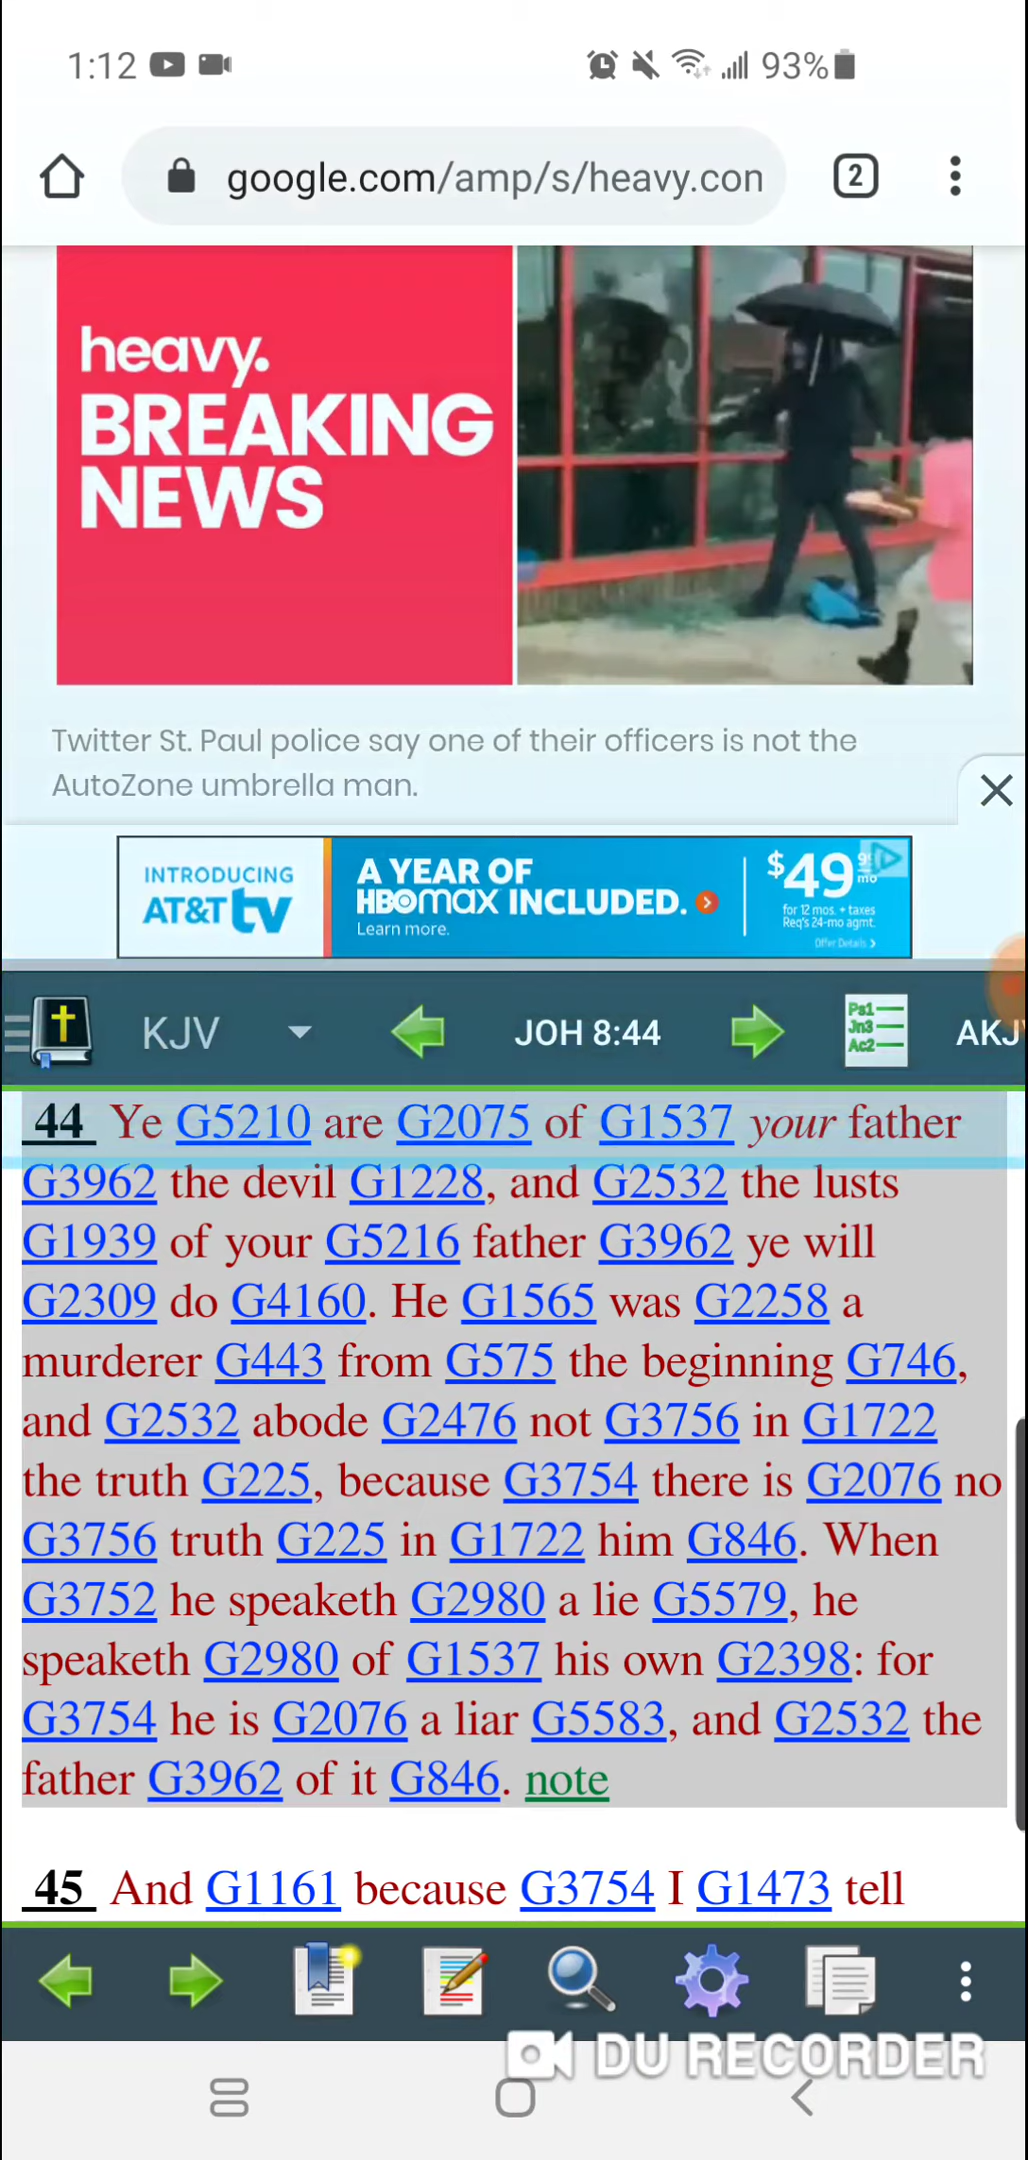 1:12 93%
google.com/amp/s/heavy.con 2
heavy.
BREAKING
NEWS
Twitter St. Paul police say one of their officers is not the
AutoZone umbrella man.
INTRODUCING
AT&T tv
A YEAR OF
HBOmax INCLUDED.
Learn more.
$49 99 mo
for 12 mos. + taxes
Req's 24-mo agmt.
Offer Details
KJV JOH 8:44 Ps1 Jn3 Ac2 AKJ
44 Ye G5210 are G2075 of G1537 your father
G3962 the devil G1228, and G2532 the lusts
G1939 of your G5216 father G3962 ye will
G2309 do G4160. He G1565 was G2258 a
murderer G443 from G575 the beginning G746,
and G2532 abode G2476 not G3756 in G1722
the truth G225, because G3754 there is G2076 no
G3756 truth G225 in G1722 him G846. When
G3752 he speaketh G2980 a lie G5579, he
speaketh G2980 of G1537 his own G2398: for
G3754 he is G2076 a liar G5583, and G2532 the
father G3962 of it G846. note
45 And G1161 because G3754 I G1473 tell
DU RECORDER